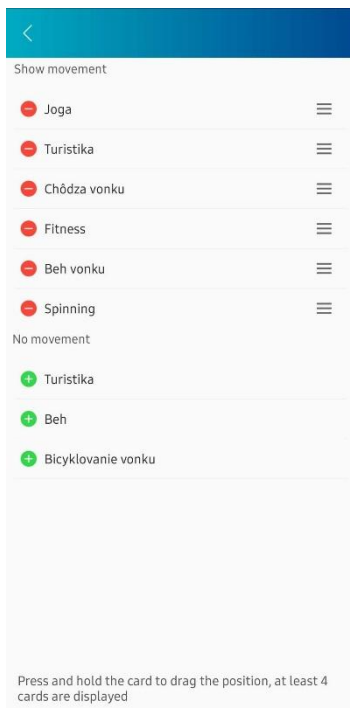 Show movement
Joga
Turistika
Chôdza vonku
Fitness
Beh vonku
Spinning
No movement
Turistika
Beh
Bicyklovanie vonku
Press and hold the card to drag the position, at least 4
cards are displayed